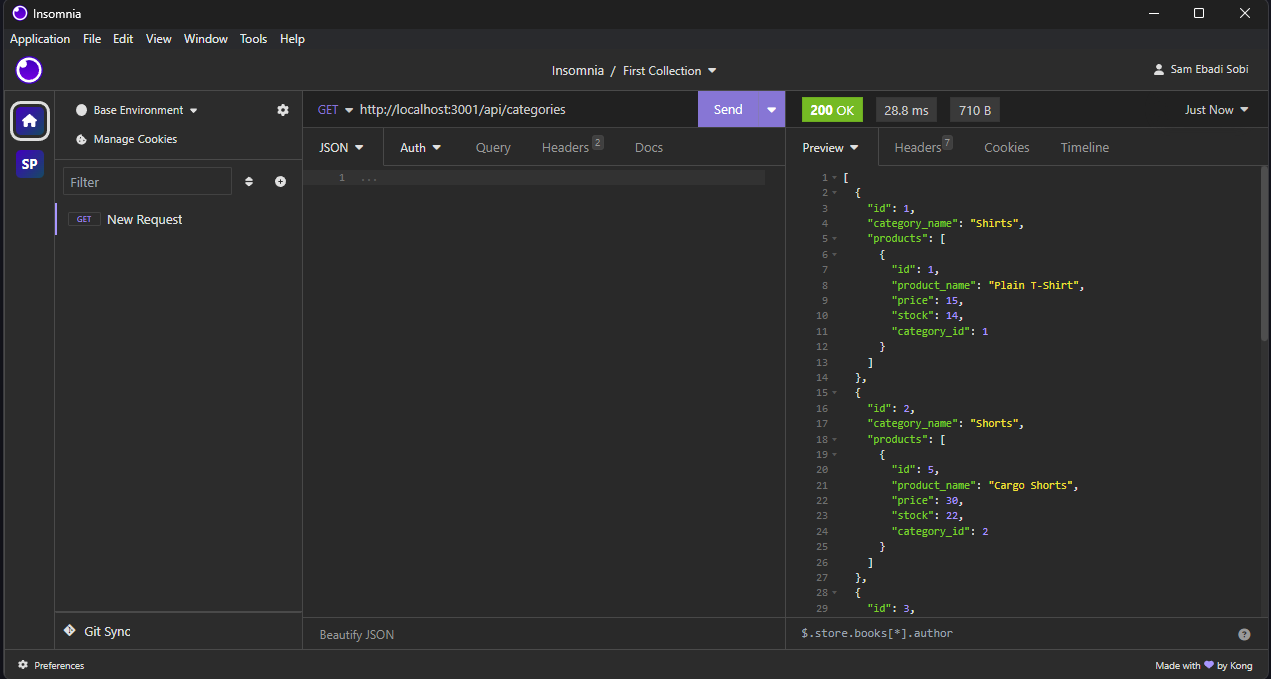 Insomnia
Application File Edit View Window Tools Help
Insomnia / First Collection
Sam Ebadi Sobi
Base Environment
Manage Cookies
SP
Filter
GET New Request
Git Sync
GET http://localhost:3001/api/categories Send
JSON Auth Query Headers 2 Docs
1 ...
Beautify JSON
200 OK 28.8 ms 710 B Just Now
Preview Headers 7 Cookies Timeline
1 [
2 {
3 "id": 1,
4 "category_name": "Shirts",
5 "products": [
6 {
7 "id": 1,
8 "product_name": "Plain T-Shirt",
9 "price": 15,
10 "stock": 14,
11 "category_id": 1
12 }
13 ]
14 },
15 {
16 "id": 2,
17 "category_name": "Shorts",
18 "products": [
19 {
20 "id": 5,
21 "product_name": "Cargo Shorts",
22 "price": 30,
23 "stock": 22,
24 "category_id": 2
25 }
26 ]
27 },
28 {
29 "id": 3,
$.store.books[*].author ?
Preferences
Made with 💜 by Kong